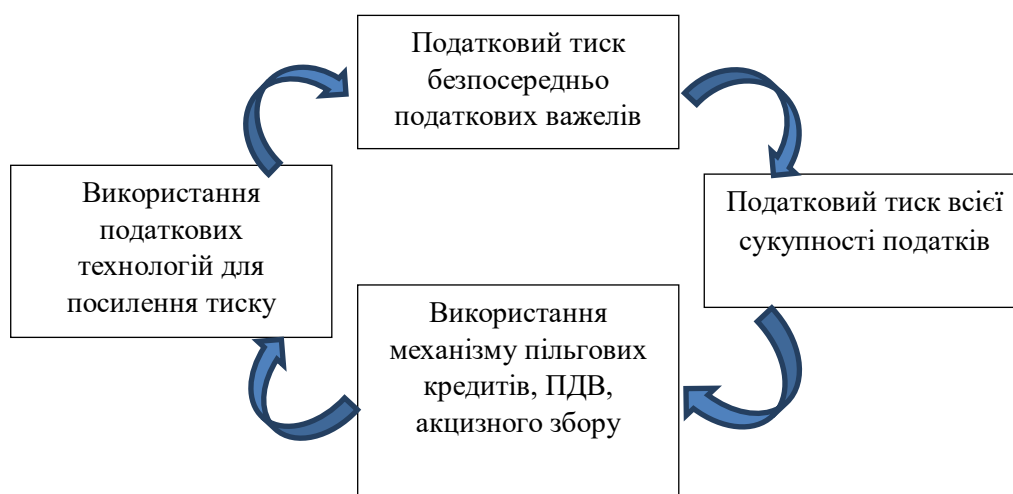 Податковий тиск
безпосередньо
податкових важелів
Використання
податкових
технологій для
посилення тиску
Податковий тиск всієї
сукупності податків
Використання
механізму пільгових
кредитів, ПДВ,
акцизного збору